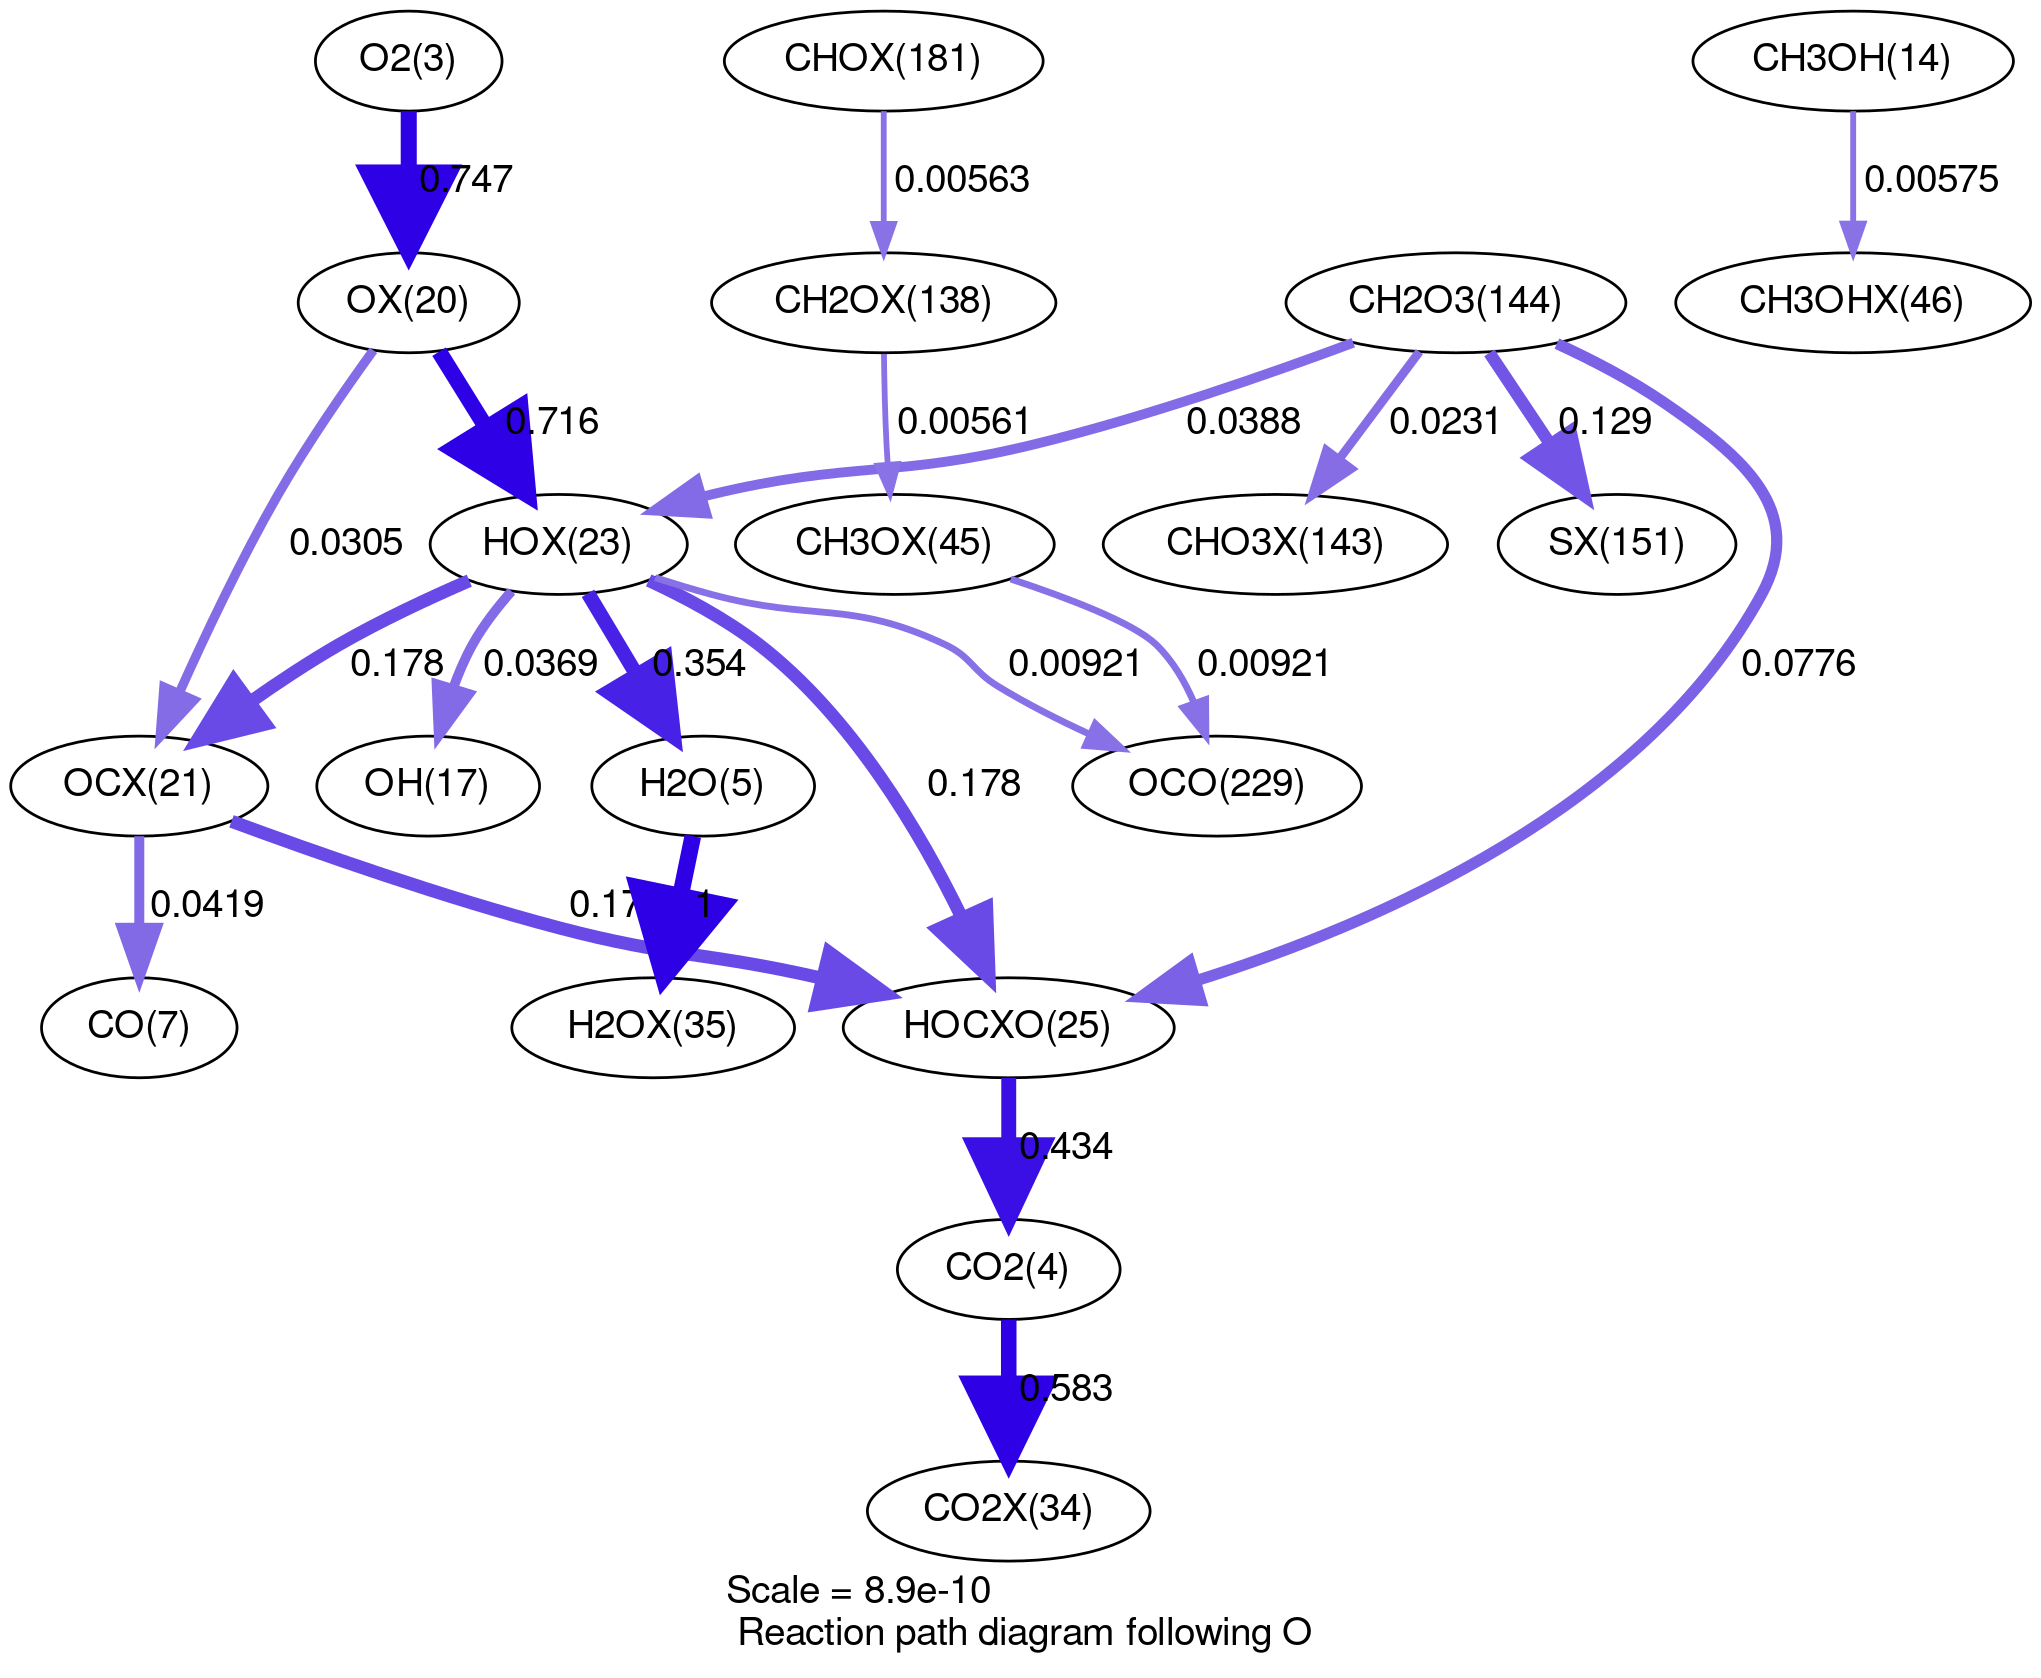 O2(3)
CHOX(181)
CH3OH(14)
0.747
0.00563
0.00575
OX(20)
CH2OX(138)
CH2O3(144)
CH3OHX(46)
0.716
0.00561
0.0388
0.0231
0.129
0.0305
HOX(23)
CH3OX(45)
CHO3X(143)
SX(151)
0.178
0.0369
0.354
0.00921
0.00921
0.0776
OCX(21)
OH(17)
H2O(5)
0.178
OCO(229)
0.0419
1
CO(7)
H2OX(35)
HOCXO(25)
0.434
CO2(4)
0.583
CO2X(34)
Scale = 8.9e-10
Reaction path diagram following O